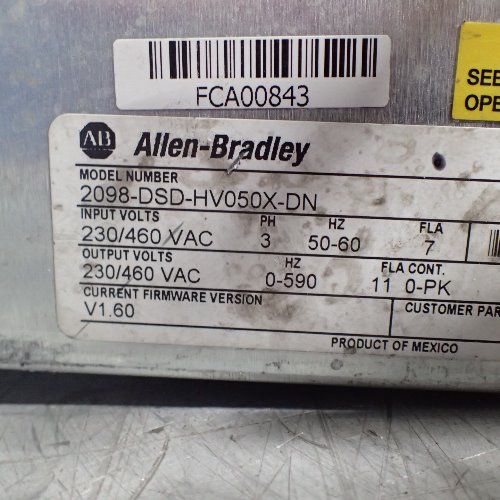 FCA00843
SEE
OPE
AB Allen-Bradley
MODEL NUMBER
2098-DSD-HV050X-DN
INPUT VOLTS PH HZ FLA
230/460 VAC 3 50-60 7
OUTPUT VOLTS HZ FLA CONT.
230/460 VAC 0-590 11 0-PK
CURRENT FIRMWARE VERSION CUSTOMER PAR
V1.60
PRODUCT OF MEXICO